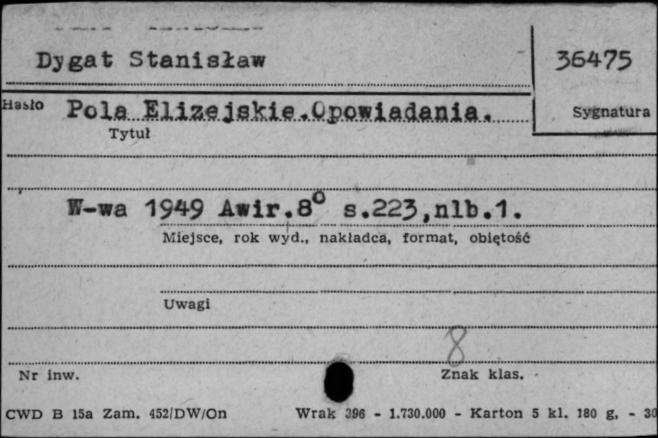 Dygat Stanisław
36475
Hasło
Pola Elizejskie.Opowiadania.
Sygnatura
Tytuł
W-wa 1949 Awir.8° s.223,nlb.1.
Miejsce, rok wyd., nakładca, format, obiętość
Uwagi
8
Nr inw.
Znak klas.
CWD B 15a Zam. 452/DW/On
Wrak 396 - 1.730.000 - Karton 5 kl. 180 g, - 30